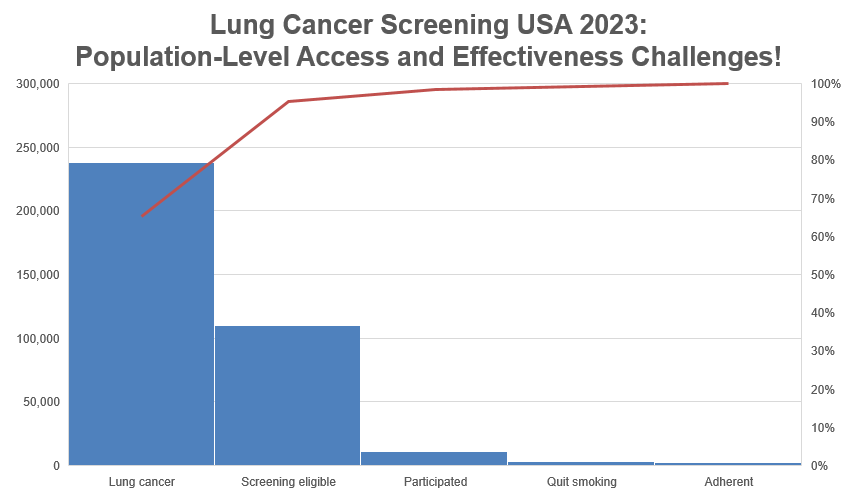 Lung Cancer Screening USA 2023:
Population-Level Access and Effectiveness Challenges!
300,000
250,000
200,000
150,000
100,000
50,000
0
100%
90%
80%
70%
60%
50%
40%
30%
20%
10%
0%
Lung cancer
Screening eligible
Participated
Quit smoking
Adherent